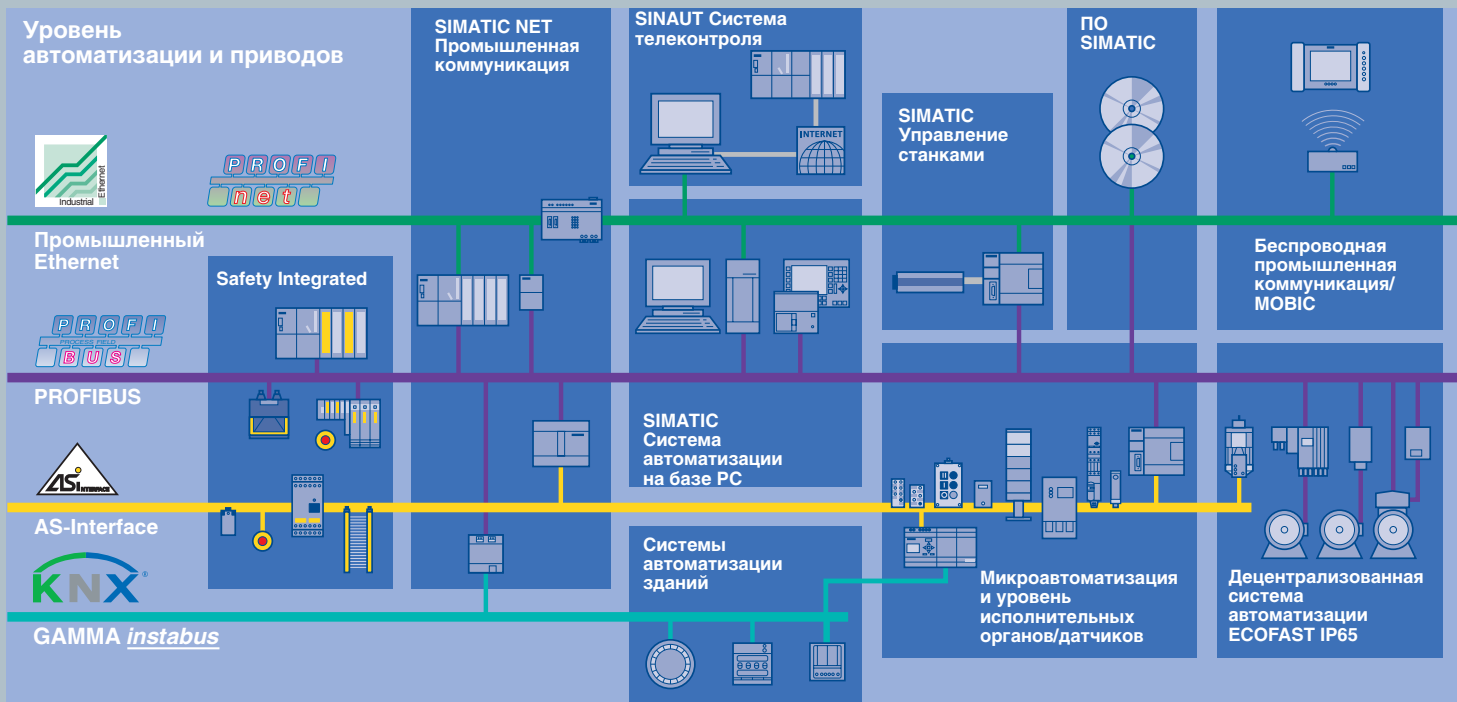 Уровень
автоматизации и приводов
SIMATIC NET
Промышленная
коммуникация
SINAUT Система
телеконтроля
INTERNET
SIMATIC
Управление
станками
ПО
SIMATIC
Industrial
Ethernet
PROFI
net
Промышленный
Ethernet
Safety Integrated
Беспроводная
промышленная
коммуникация/
MOBIC
PROFI
PROCESS FIELD
BUS
PROFIBUS
SIMATIC
Система
автоматизации
на базе PC
ASi
INTERFACE
AS-Interface
Системы
автоматизации
зданий
Микроавтоматизация
и уровень
исполнительных
органов/датчиков
Децентрализованная
система
автоматизации
ECOFAST IP65
KNX®
GAMMA instabus